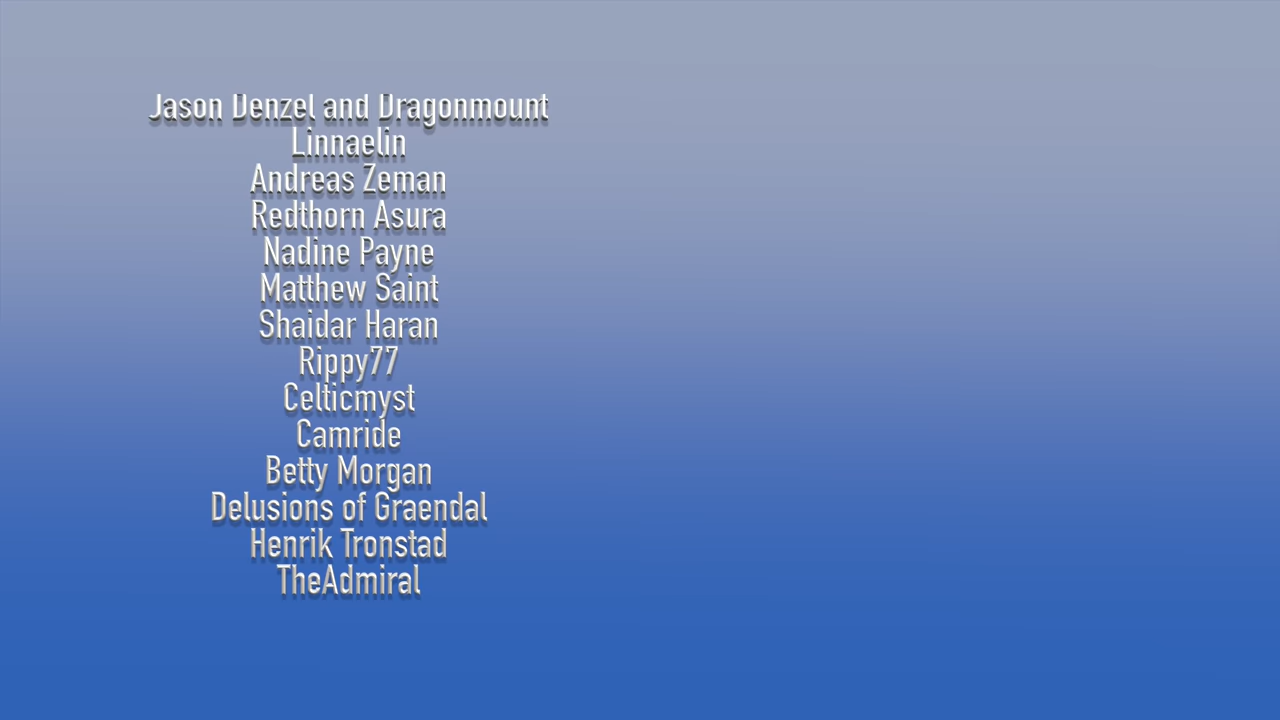 Jason Denzel and Dragonmount
Linnaelin
Andreas Zeman
Redthorn Asura
Nadine Payne
Matthew Saint
Shaidar Haran
Rippy77
Celticmyst
Camride
Betty Morgan
Delusions of Graendal
Henrik Tronstad
TheAdmiral